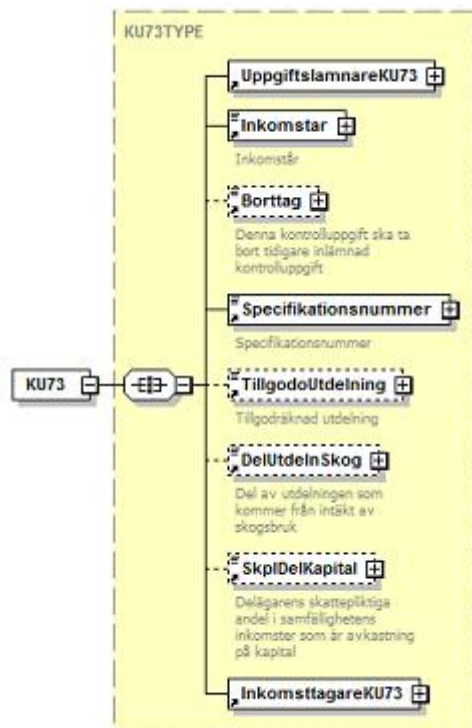 KU73TYPE
UppgiftslamnareKU73
Inkomstar
Inkomstår
Borttag
Denna kontrolluppgift ska ta
bort tidigare inlämnad
kontrolluppgift
Specifikationsnummer
Specifikationsnummer
KU73
TillgodoUtdelning
Tillgodräknad utdelning
DelUtdelnSkog
Del av utdelningen som
kommer från intäkt av
skogsbruk
SkplDelKapital
Delägarens skattepliktiga
andel i samfällighetens
inkomster som är avkastning
på kapital
InkomsttagareKU73